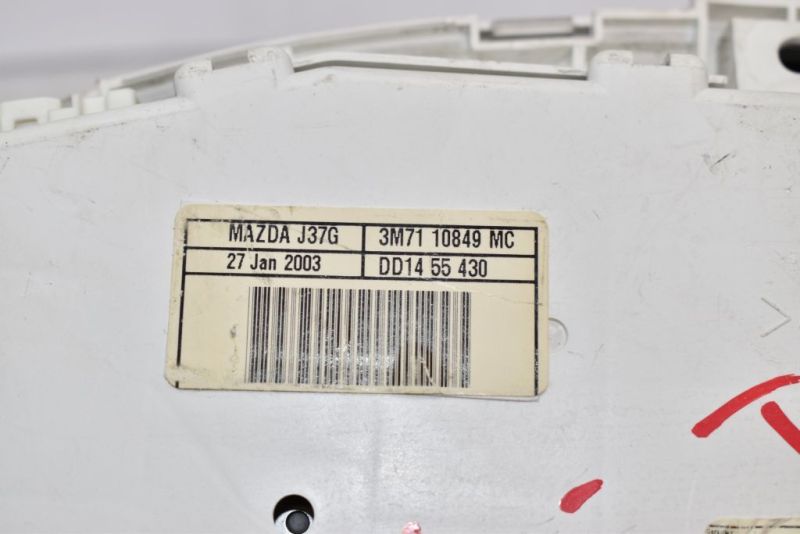 MAZDA J37G 3M71 10849 MC
27 Jan 2003 DD14 55 430